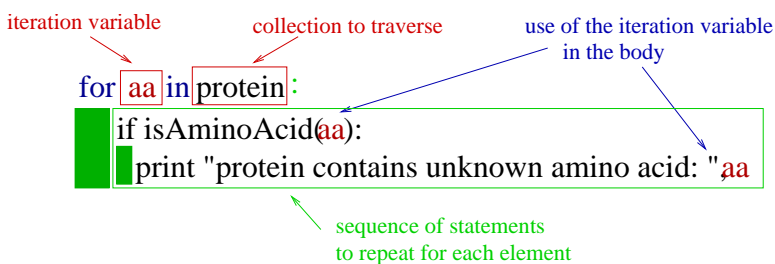 iteration variable
collection to traverse
use of the iteration variable
in the body
for aa in protein :
if isAminoAcid(aa):
print "protein contains unknown amino acid: ",aa
sequence of statements
to repeat for each element